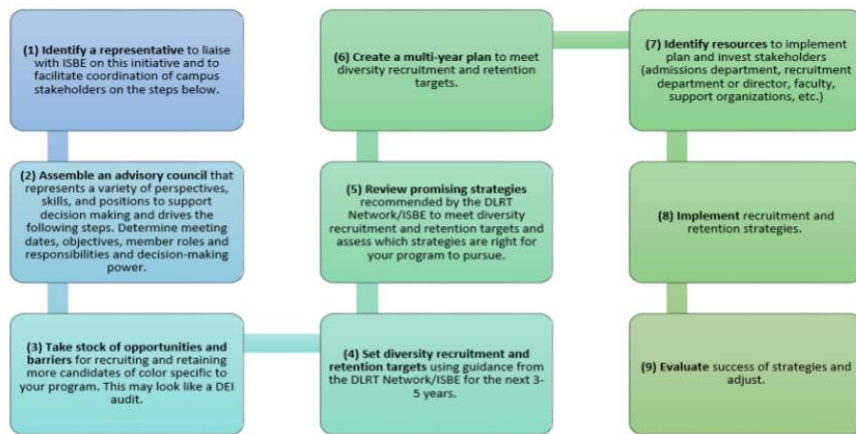 (1) Identify a representative to liaise
with ISBE on this initiative and to
facilitate coordination of campus
stakeholders on the steps below.
(2) Assemble an advisory council that
represents a variety of perspectives,
skills, and positions to support
decision making and drives the
following steps. Determine meeting
dates, objectives, member roles and
responsibilities and decision-making
power.
(3) Take stock of opportunities and
barriers for recruiting and retaining
more candidates of color specific to
your program. This may look like a DEI
audit.
(4) Set diversity recruitment and
retention targets using guidance from
the DLRT Network/ISBE for the next 3-
5 years.
(5) Review promising strategies
recommended by the DLRT
Network/ISBE to meet diversity
recruitment and retention targets and
assess which strategies are right for
your program to pursue.
(6) Create a multi-year plan to meet
diversity recruitment and retention
targets.
(7) Identify resources to implement
plan and invest stakeholders
(admissions department, recruitment
department or director, faculty,
support organizations, etc.)
(8) Implement recruitment and
retention strategies.
(9) Evaluate success of strategies and
adjust.